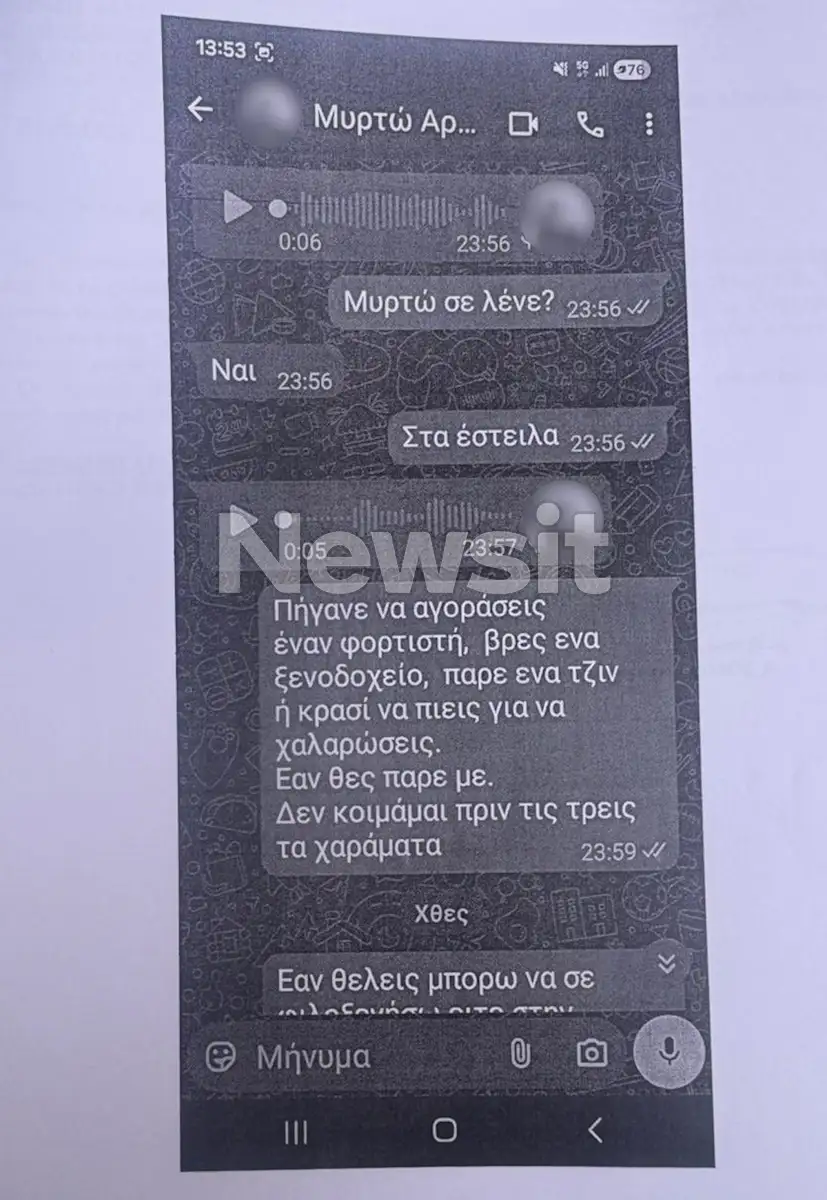 13:53
5G
76
Μυρτώ Αρ...
0:06
23:56
Μυρτώ σε λένε? 23:56
Ναι 23:56
Στα έστειλα 23:56
0:05
23:57
Newsit
Πήγανε να αγοράσεις
έναν φορτιστή, βρες ενα
ξενοδοχείο, παρε ενα τζιν
ή κρασί να πιεις για να
χαλαρώσεις.
Εαν θες παρε με.
Δεν κοιμάμαι πριν τις τρεις
τα χαράματα 23:59
Χθες
Εαν θελεις μπορω να σε
Μήνυμα